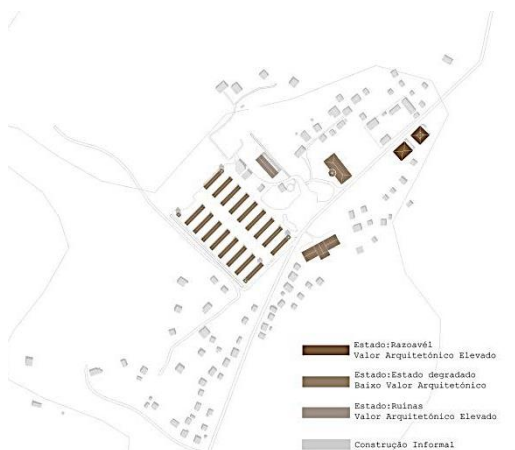 Estado:Razoavél
Valor Arquitetónico Elevado
Estado:Estado degradado
Baixo Valor Arquitetónico
Estado:Ruinas
Valor Arquitetónico Elevado
Construção Informal